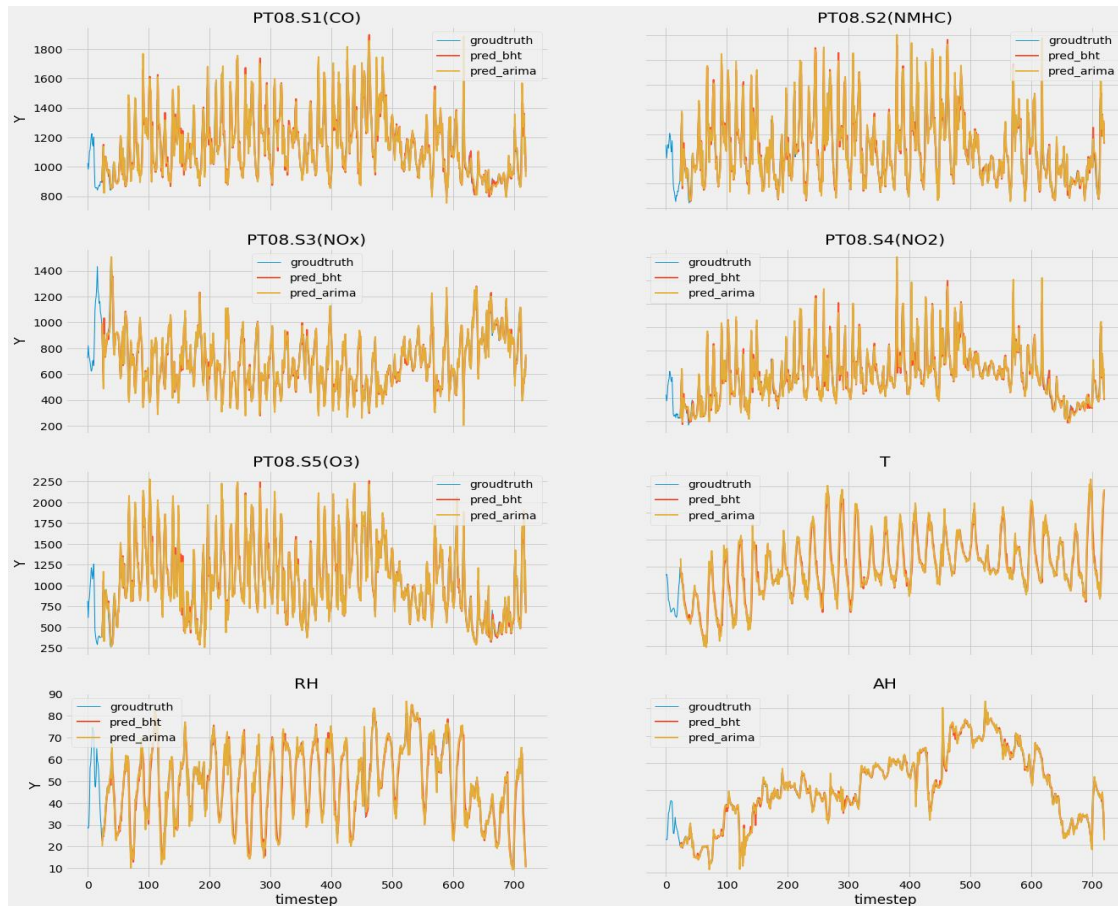 PT08.S1(CO)
Y
1800
1600
1400
1200
1000
800
groudtruth
pred_bht
pred_arima
PT08.S2(NMHC)
groudtruth
pred_bht
pred_arima
PT08.S3(NOx)
Y
1400
1200
1000
800
600
400
200
groudtruth
pred_bht
pred_arima
PT08.S4(NO2)
groudtruth
pred_bht
pred_arima
PT08.S5(O3)
Y
2250
2000
1750
1500
1250
1000
750
500
250
groudtruth
pred_bht
pred_arima
T
groudtruth
pred_bht
pred_arima
RH
Y
90
80
70
60
50
40
30
20
10
groudtruth
pred_bht
pred_arima
0 100 200 300 400 500 600 700
timestep
AH
groudtruth
pred_bht
pred_arima
0 100 200 300 400 500 600 700
timestep